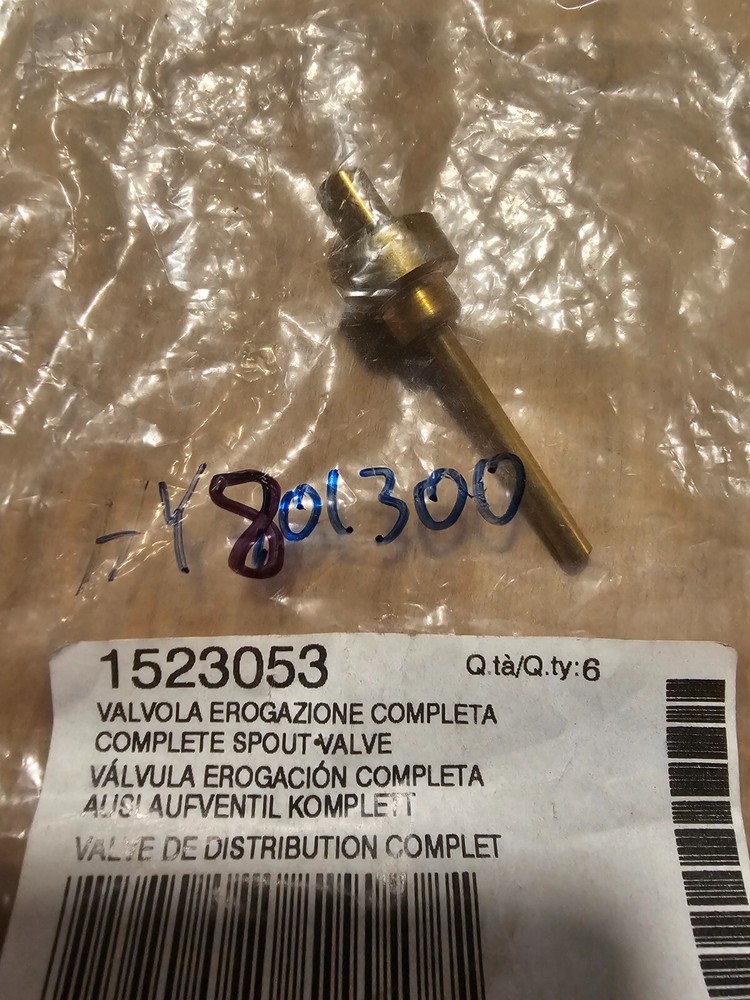 -Y801300
1523053
Q.tà/Q.ty:6
VALVOLA EROGAZIONE COMPLETA
COMPLETE SPOUT VALVE
VÁLVULA EROGACIÓN COMPLETA
AUSLAUFVENTIL KOMPLETT
VALVE DE DISTRIBUTION COMPLET